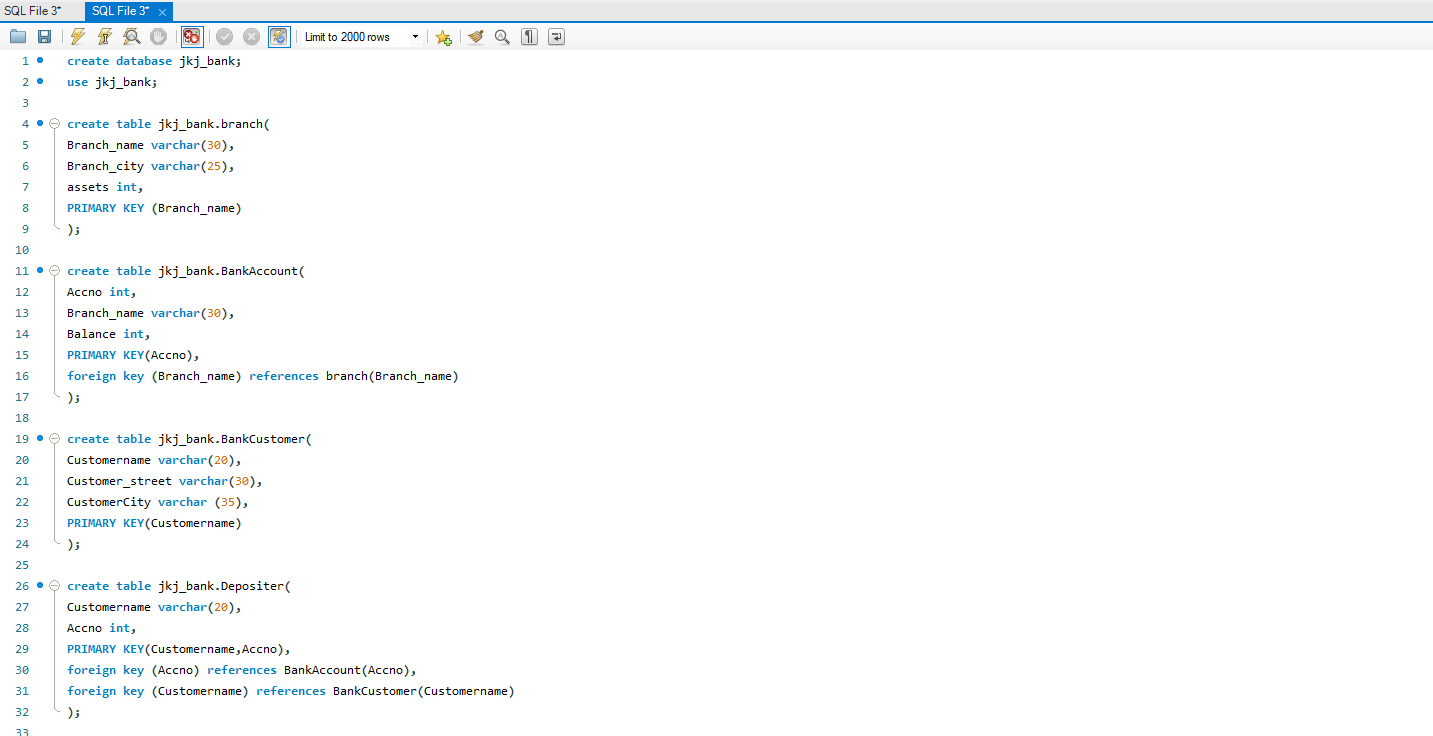 SQL File 3*
SQL File 3*
Limit to 2000 rows
1 create database jkj_bank;
2 use jkj_bank;
3
4 create table jkj_bank.branch(
5 Branch_name varchar(30),
6 Branch_city varchar(25),
7 assets int,
8 PRIMARY KEY (Branch_name)
9 );
10
11 create table jkj_bank.BankAccount(
12 Accno int,
13 Branch_name varchar(30),
14 Balance int,
15 PRIMARY KEY(Accno),
16 foreign key (Branch_name) references branch(Branch_name)
17 );
18
19 create table jkj_bank.BankCustomer(
20 Customername varchar(20),
21 Customer_street varchar(30),
22 CustomerCity varchar (35),
23 PRIMARY KEY(Customername)
24 );
25
26 create table jkj_bank.Depositer(
27 Customername varchar(20),
28 Accno int,
29 PRIMARY KEY(Customername,Accno),
30 foreign key (Accno) references BankAccount(Accno),
31 foreign key (Customername) references BankCustomer(Customername)
32 );
33